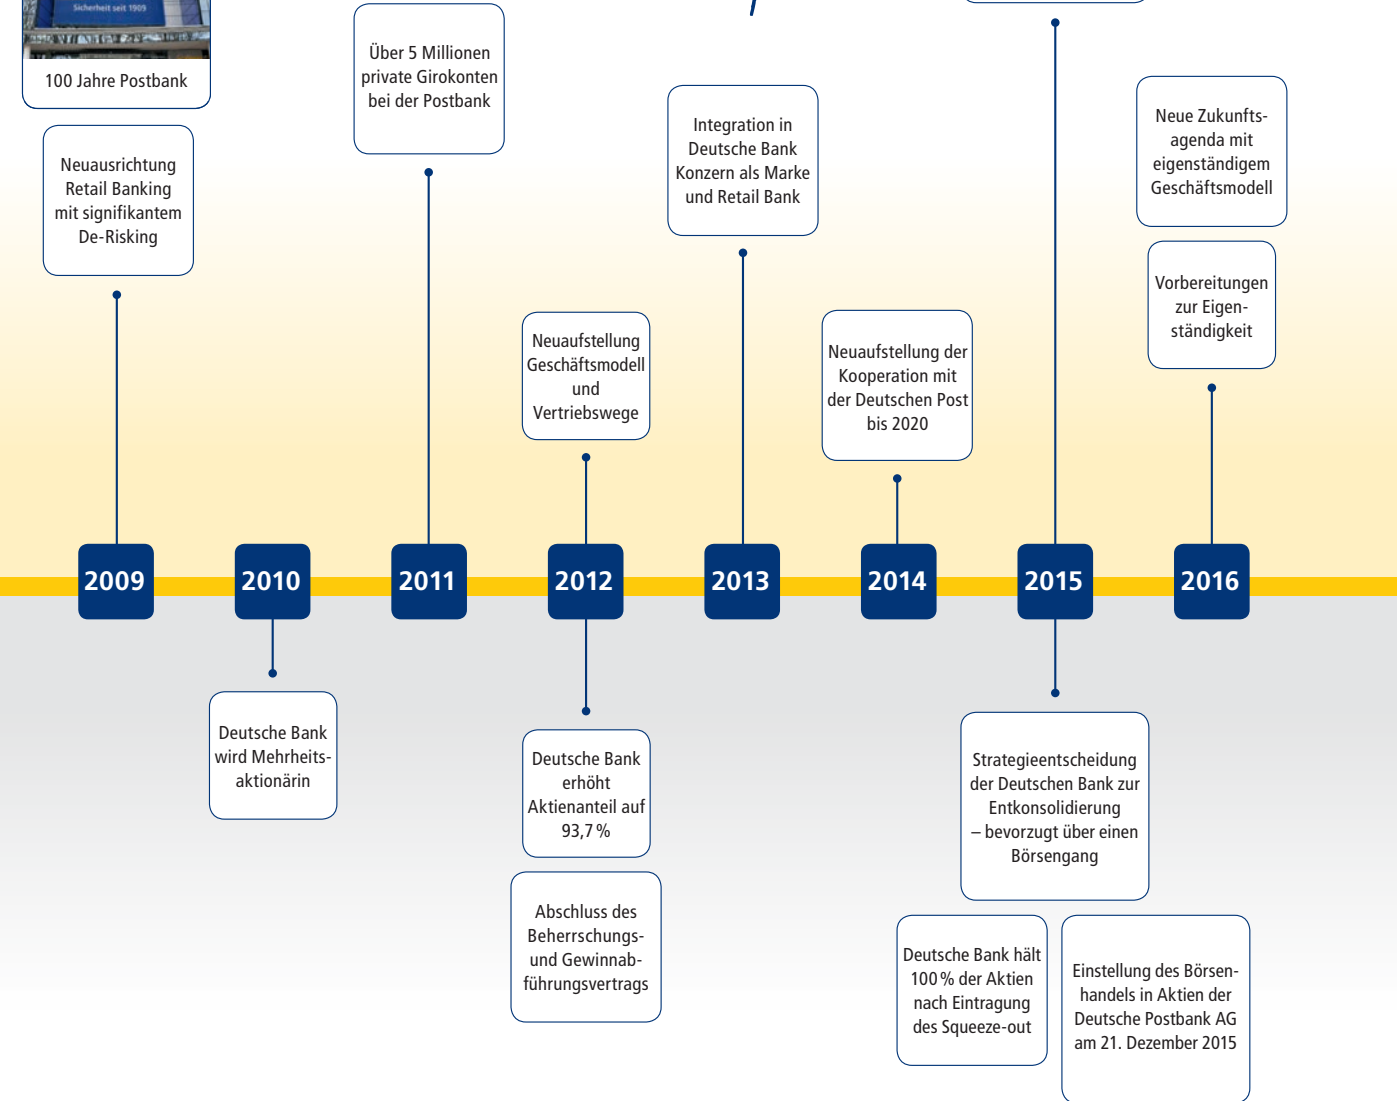 Sicherheit seit 1909
100 Jahre Postbank
Neuausrichtung
Retail Banking
mit signifikantem
De-Risking
Über 5 Millionen
private Girokonten
bei der Postbank
Neuaufstellung
Geschäftsmodell
und
Vertriebswege
Integration in
Deutsche Bank
Konzern als Marke
und Retail Bank
Neuaufstellung der
Kooperation mit
der Deutschen Post
bis 2020
Neue Zukunfts-
agenda mit
eigenständigem
Geschäftsmodell
Vorbereitungen
zur Eigen-
ständigkeit
2009
2010
2011
2012
2013
2014
2015
2016
Deutsche Bank
wird Mehrheits-
aktionärin
Deutsche Bank
erhöht
Aktienanteil auf
93,7 %
Abschluss des
Beherrschungs-
und Gewinnab-
führungsvertrags
Strategieentscheidung
der Deutschen Bank zur
Entkonsolidierung
– bevorzugt über einen
Börsengang
Deutsche Bank hält
100 % der Aktien
nach Eintragung
des Squeeze-out
Einstellung des Börsen-
handels in Aktien der
Deutsche Postbank AG
am 21. Dezember 2015